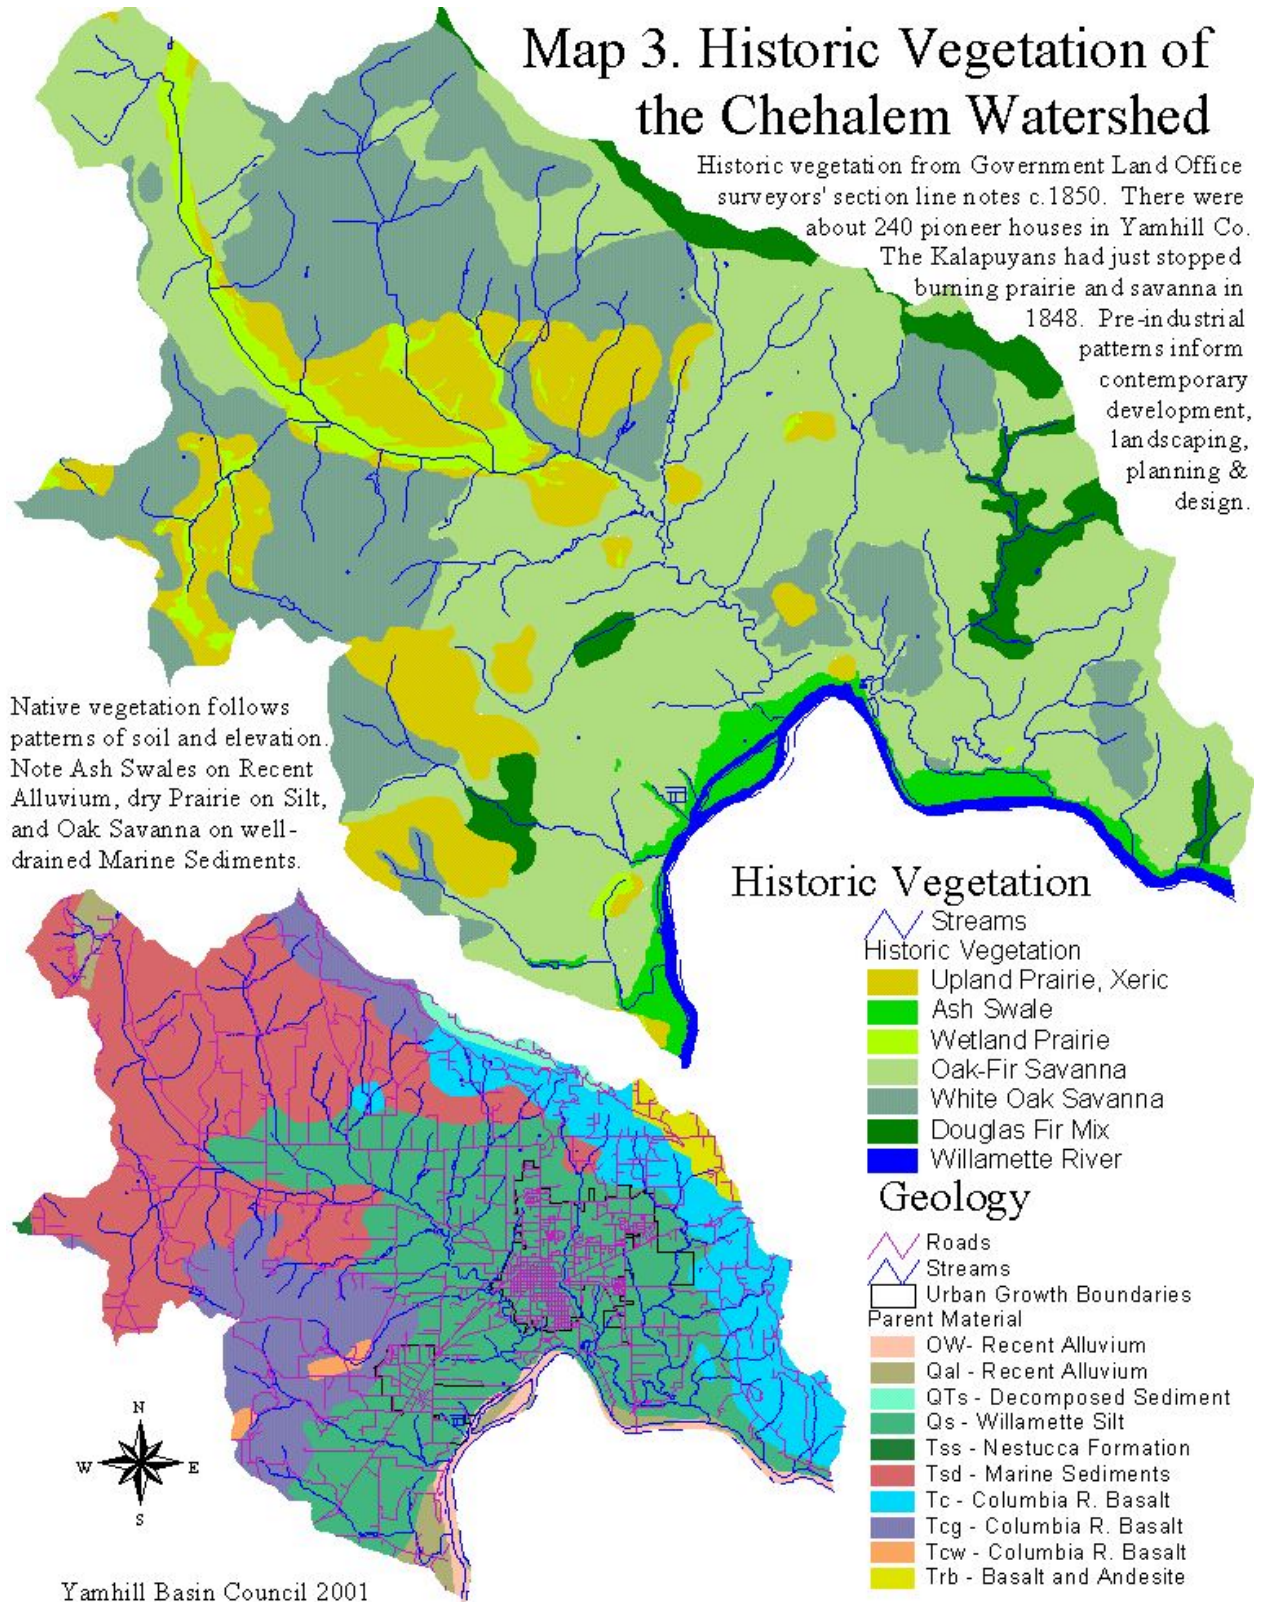 Map 3. Historic Vegetation of
the Chehalem Watershed
Historic vegetation from Government Land Office
surveyors' section line notes c.1850. There were
about 240 pioneer houses in Yamhill Co.
The Kalapuyans had just stopped
burning prairie and savanna in
1848. Pre-industrial
patterns inform
contemporary
development,
landscaping,
planning &
design.
Native vegetation follows
patterns of soil and elevation.
Note Ash Swales on Recent
Alluvium, dry Prairie on Silt,
and Oak Savanna on well-
drained Marine Sediments.
Historic Vegetation
Streams
Historic Vegetation
Upland Prairie, Xeric
Ash Swale
Wetland Prairie
Oak-Fir Savanna
White Oak Savanna
Douglas Fir Mix
Willamette River
Geology
Roads
Streams
Urban Growth Boundaries
Parent Material
OW- Recent Alluvium
Qal - Recent Alluvium
QTs - Decomposed Sediment
Qs - Willamette Silt
Tss - Nestucca Formation
Tsd - Marine Sediments
Tc - Columbia R. Basalt
Tcg - Columbia R. Basalt
Tcw - Columbia R. Basalt
Trb - Basalt and Andesite
N
W E
S
Yamhill Basin Council 2001